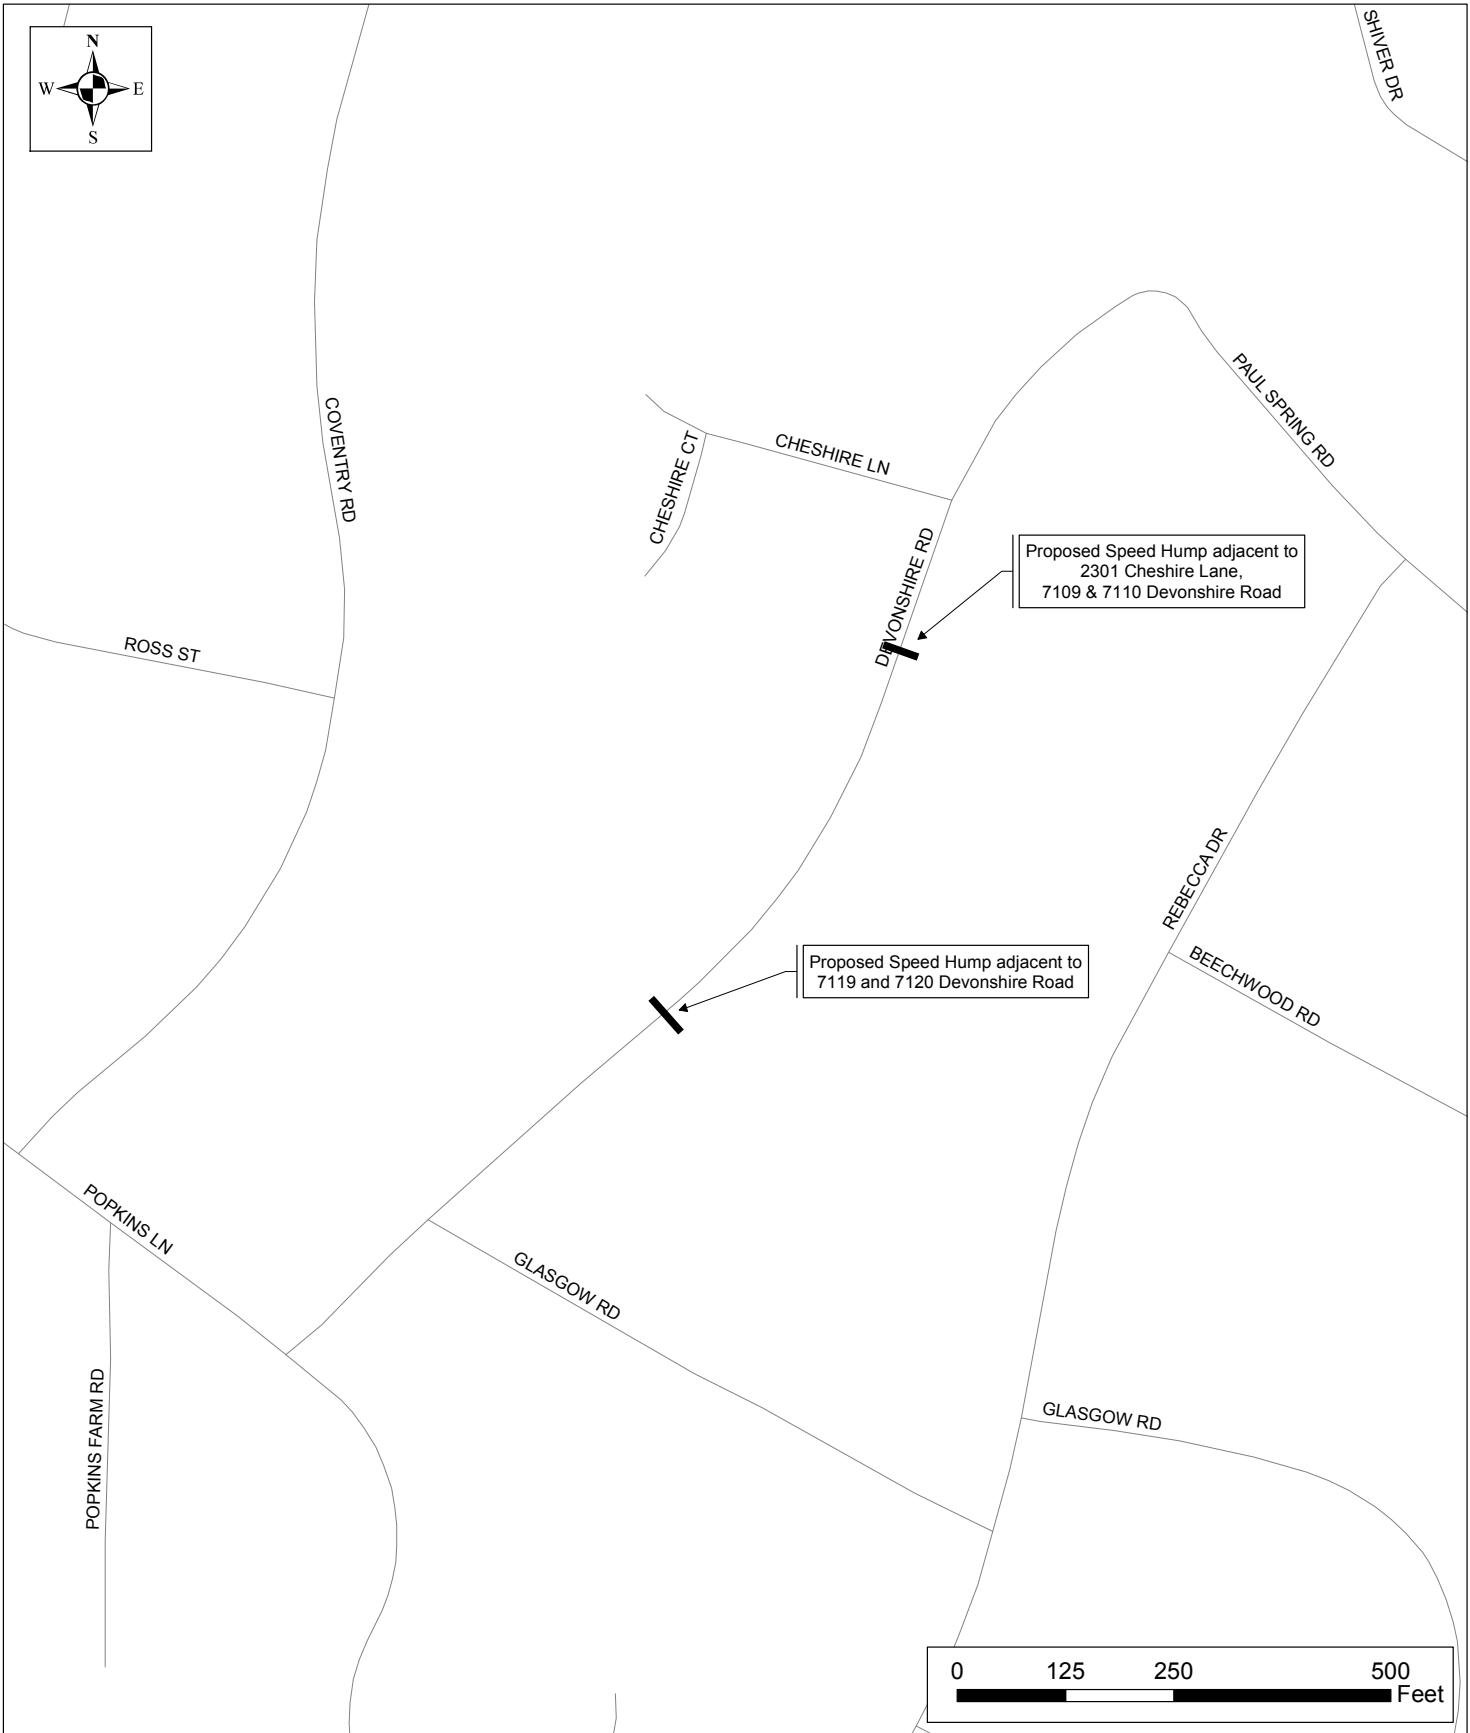 N
W E
S
SHIVER DR
PAUL SPRING RD
COVENTRY RD
CHESHIRE LN
CHESHIRE CT
DEVONSHIRE RD
Proposed Speed Hump adjacent to
2301 Cheshire Lane,
7109 & 7110 Devonshire Road
ROSS ST
REBECCA DR
Proposed Speed Hump adjacent to
7119 and 7120 Devonshire Road
BEECHWOOD RD
POPKINS LN
GLASGOW RD
POPKINS FARM RD
GLASGOW RD
0 125 250 500
Feet